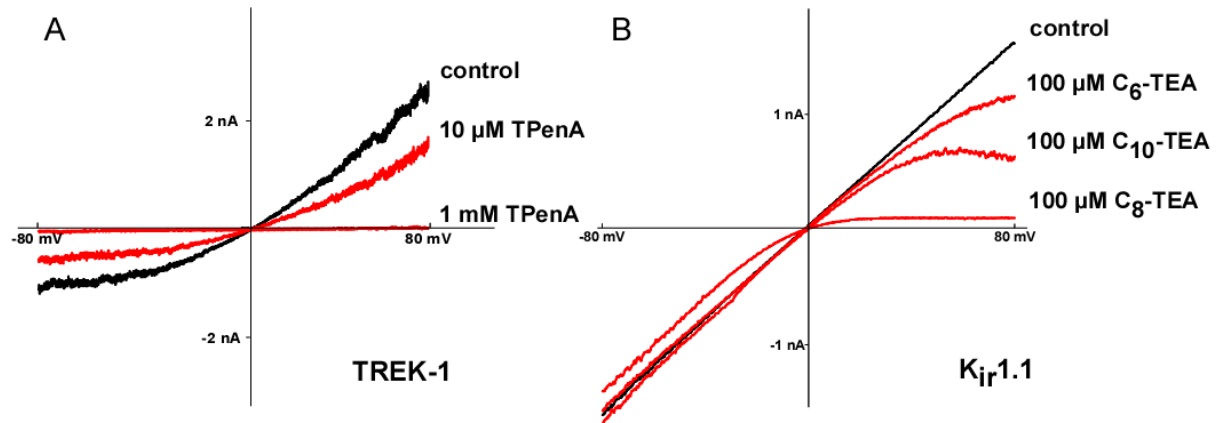 A
control
2 nA
10 µM TPenA
1 mM TPenA
-80 mV
80 mV
-2 nA
TREK-1
B
control
100 µM C6-TEA
1 nA
100 µM C10-TEA
100 µM C8-TEA
-80 mV
80 mV
-1 nA
Kir1.1